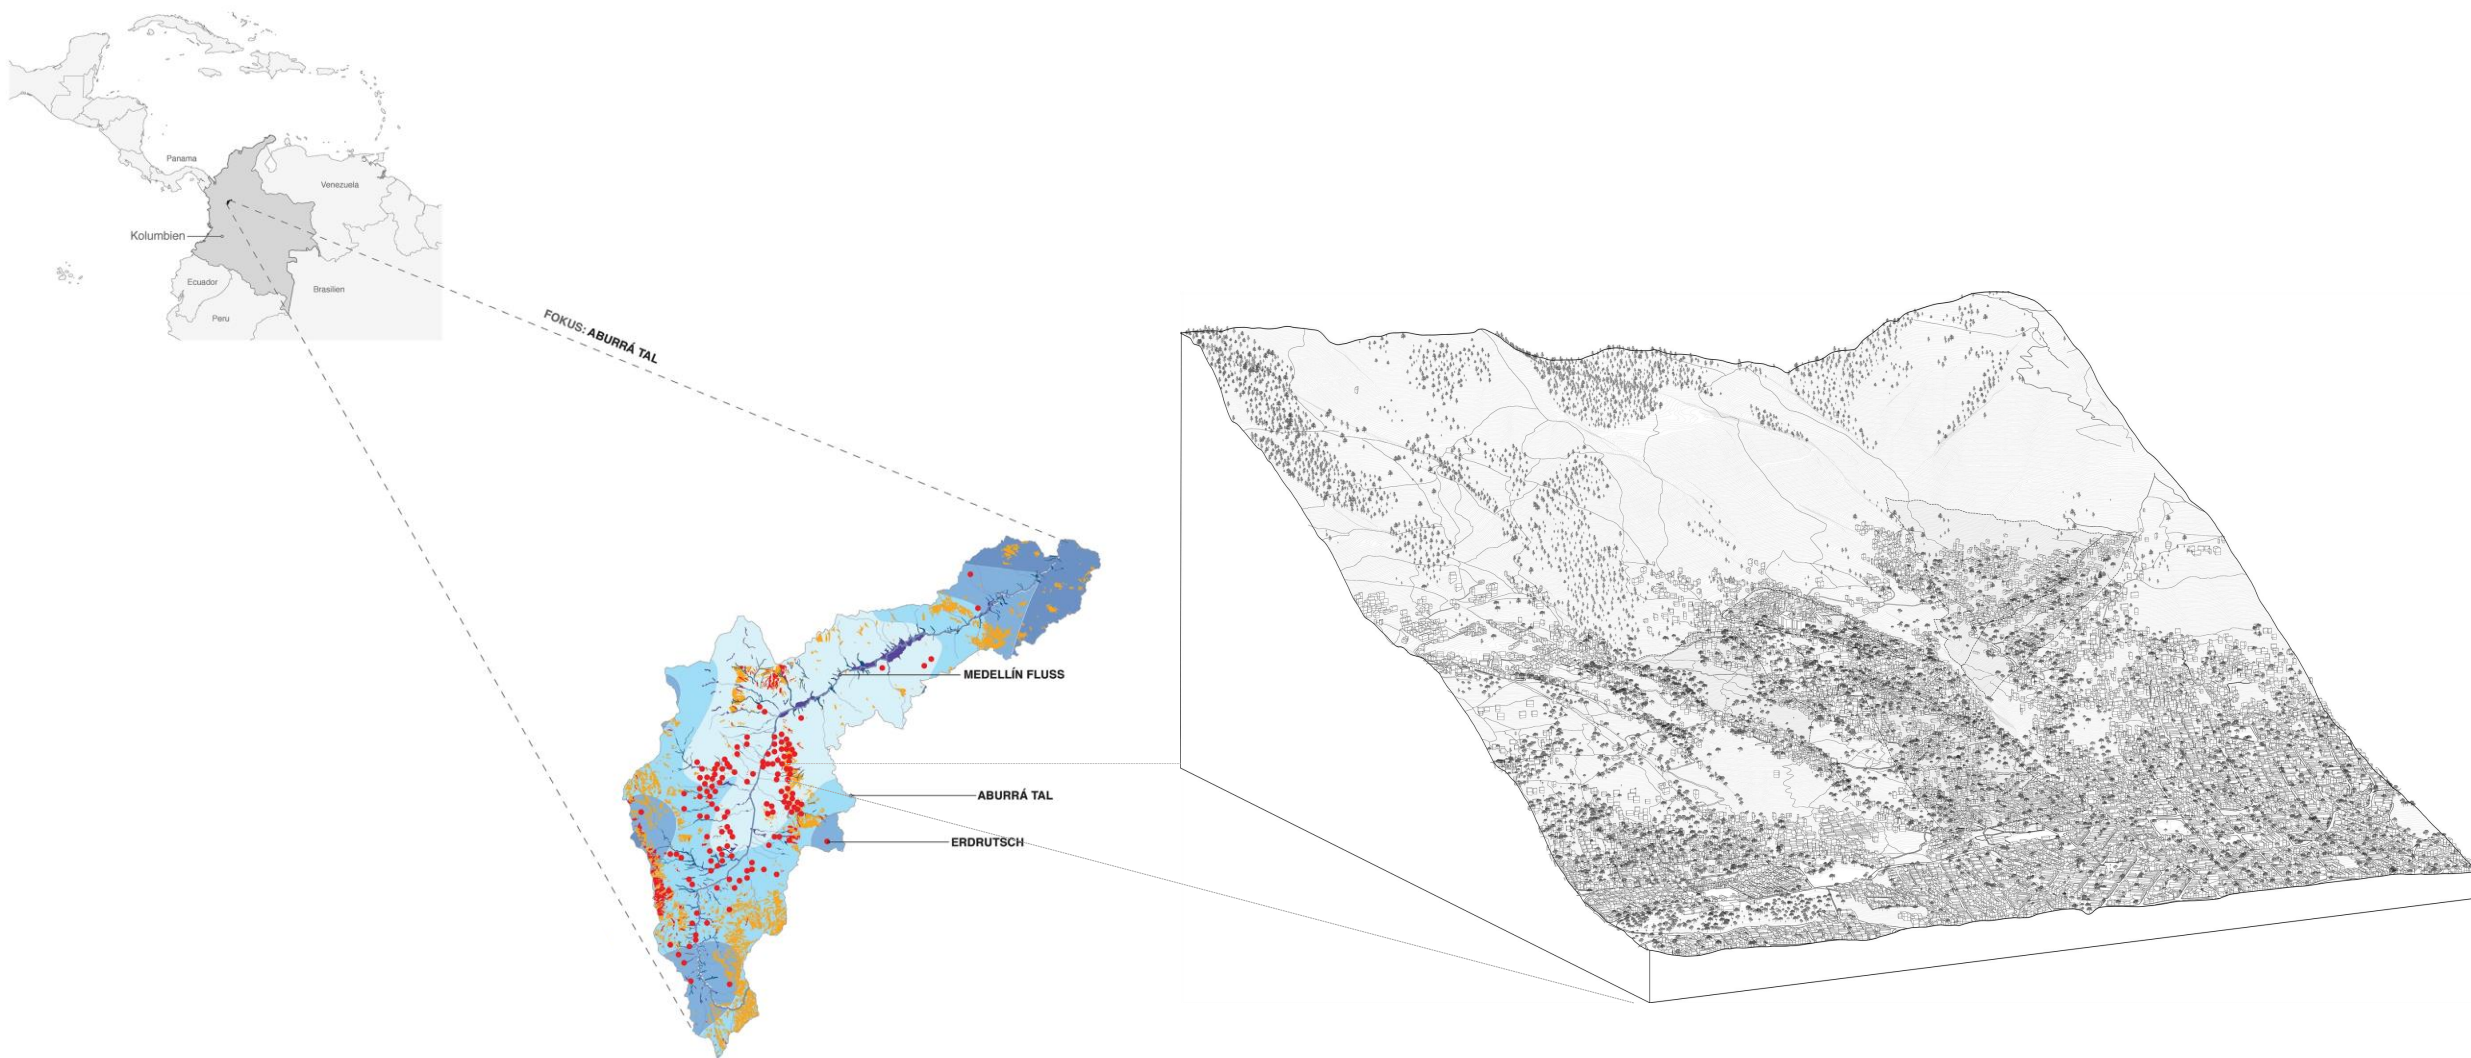 Panama
Venezuela
Kolumbien
Ecuador
Brasilien
Peru
FOKUS: ABURRÁ TAL
MEDELLÍN FLUSS
ABURRÁ TAL
ERDRUTSCH